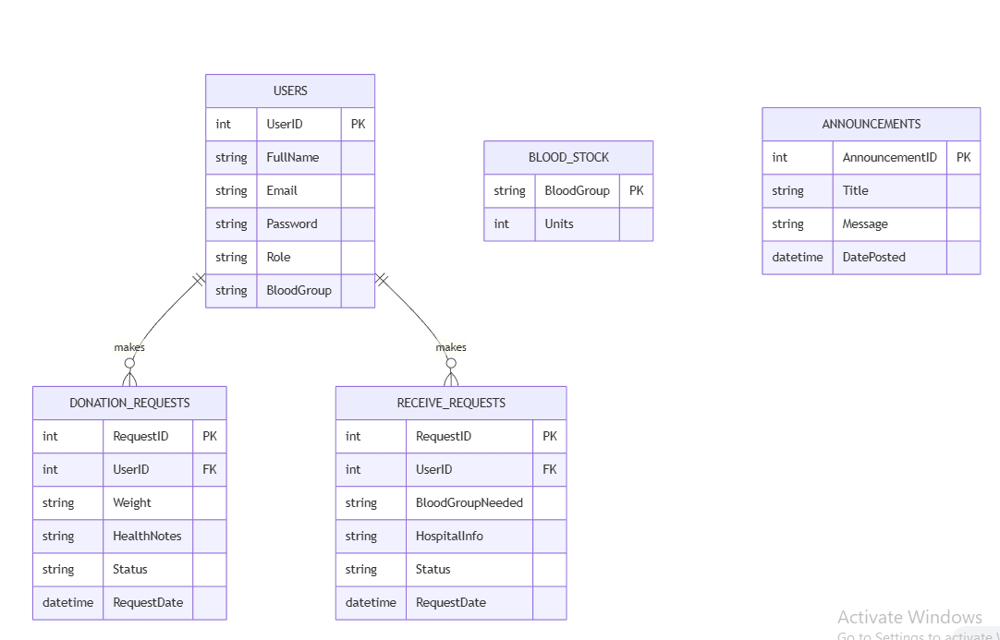 USERS
int UserID PK
string FullName
string Email
string Password
string Role
string BloodGroup
BLOOD_STOCK
string BloodGroup PK
int Units
ANNOUNCEMENTS
int AnnouncementID PK
string Title
string Message
datetime DatePosted
makes
makes
DONATION_REQUESTS
int RequestID PK
int UserID FK
string Weight
string HealthNotes
string Status
datetime RequestDate
RECEIVE_REQUESTS
int RequestID PK
int UserID FK
string BloodGroupNeeded
string HospitalInfo
string Status
datetime RequestDate
Activate Windows
Go to Settings to activate